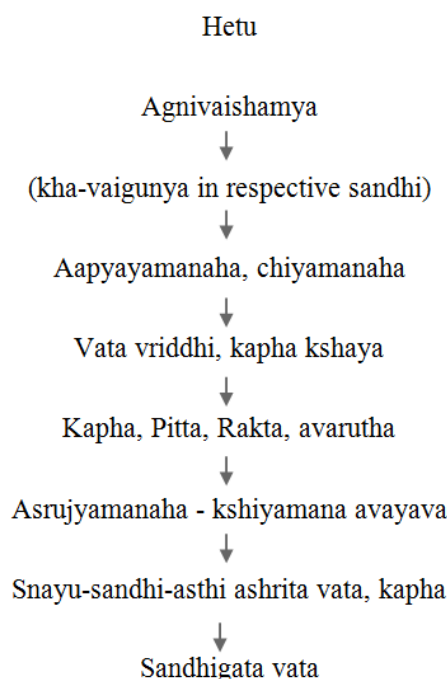 Hetu
Agnivaishamya
(kha-vaigunya in respective sandhi)
Aapyayamanaha, chiyamanaha
Vata vriddhi, kapha kshaya
Kapha, Pitta, Rakta, avarutha
Asrujyamanaha - kshiyamana avayava
Snayu-sandhi-asthi ashrita vata, kapha
Sandhigata vata